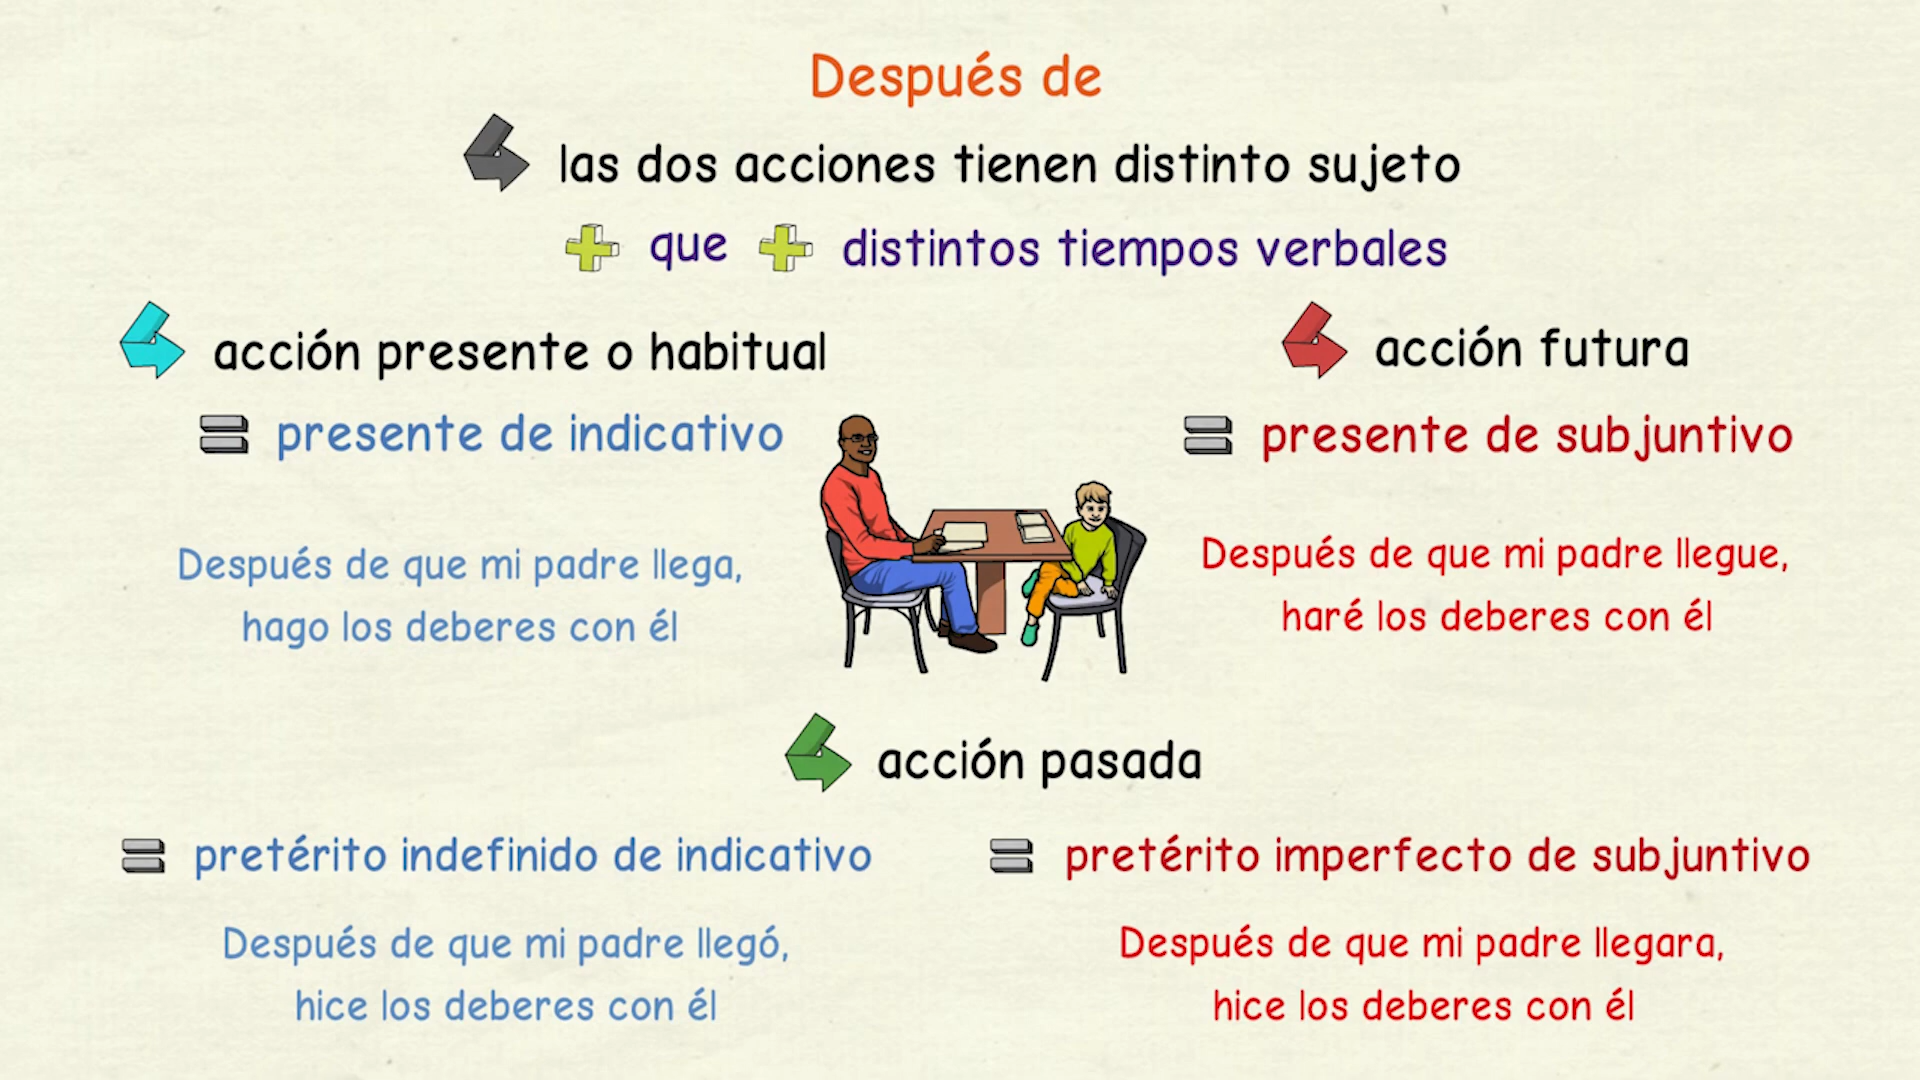 Después de
las dos acciones tienen distinto sujeto
+ que + distintos tiempos verbales
acción presente o habitual
= presente de indicativo
Después de que mi padre llega,
hago los deberes con él
acción futura
= presente de subjuntivo
Después de que mi padre llegue,
haré los deberes con él
acción pasada
= pretérito indefinido de indicativo
Después de que mi padre llegó,
hice los deberes con él
= pretérito imperfecto de subjuntivo
Después de que mi padre llegara,
hice los deberes con él